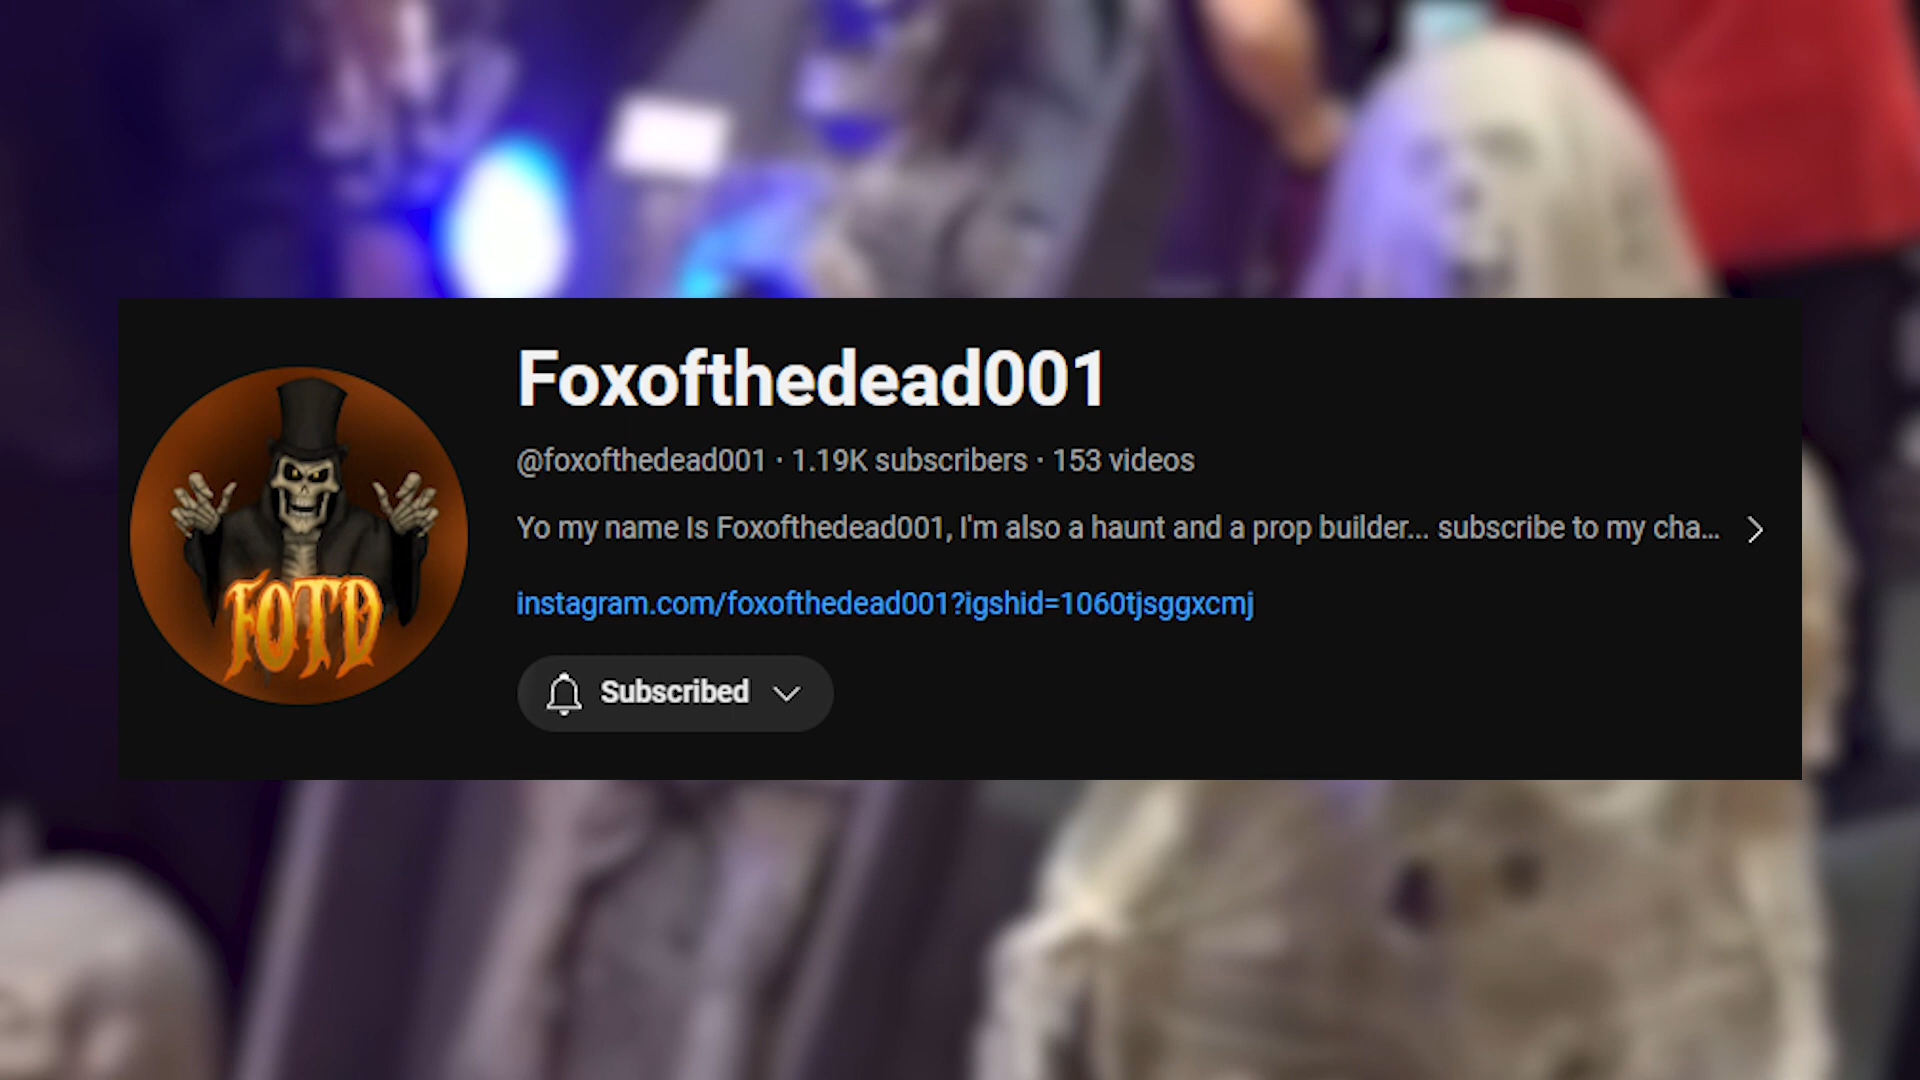 Foxofthedead001
@foxofthedead001 · 1.19K subscribers · 153 videos
Yo my name Is Foxofthedead001, I'm also a haunt and a prop builder... subscribe to my cha...
instagram.com/foxofthedead001?igshid=1060tjsggxcmj
FOTD
Subscribed